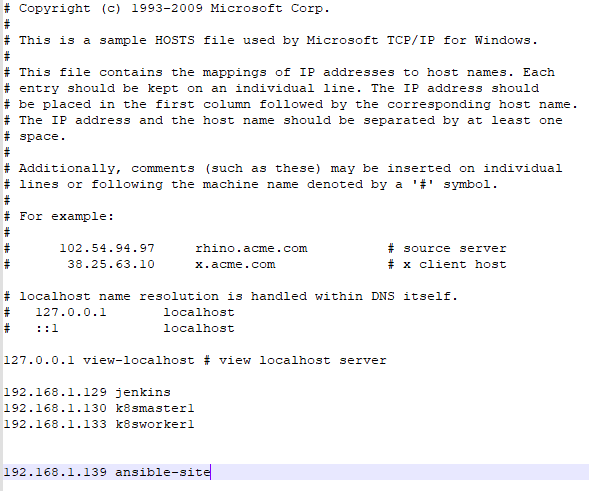 # Copyright (c) 1993-2009 Microsoft Corp.
#
# This is a sample HOSTS file used by Microsoft TCP/IP for Windows.
#
# This file contains the mappings of IP addresses to host names. Each
# entry should be kept on an individual line. The IP address should
# be placed in the first column followed by the corresponding host name.
# The IP address and the host name should be separated by at least one
# space.
#
# Additionally, comments (such as these) may be inserted on individual
# lines or following the machine name denoted by a '#' symbol.
#
# For example:
#
#      102.54.94.97     rhino.acme.com          # source server
#       38.25.63.10     x.acme.com              # x client host

# localhost name resolution is handled within DNS itself.
#   127.0.0.1       localhost
#   ::1             localhost

127.0.0.1 view-localhost # view localhost server

192.168.1.129 jenkins
192.168.1.130 k8smaster1
192.168.1.133 k8sworker1


192.168.1.139 ansible-site